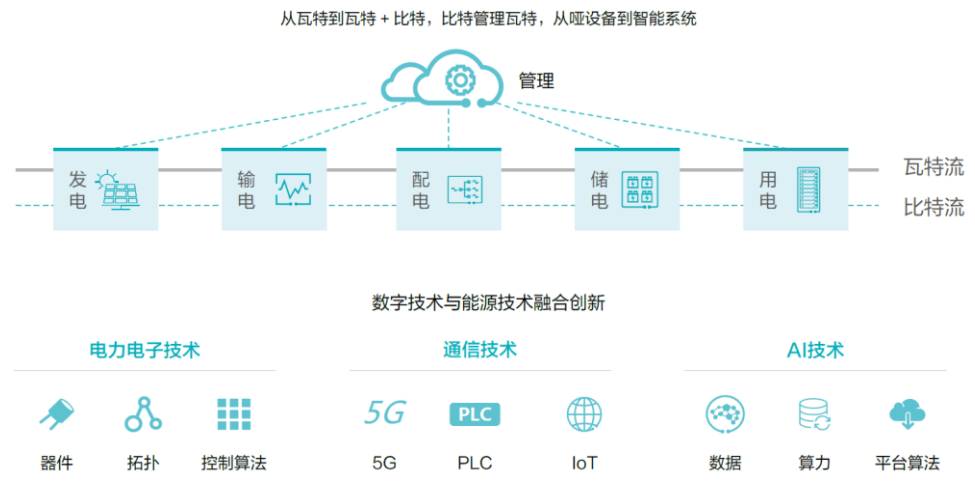 从瓦特到瓦特 + 比特，比特管理瓦特，从哑设备到智能系统
管理
发电
输电
配电
储电
用电
瓦特流
比特流
数字技术与能源技术融合创新
电力电子技术
通信技术
AI技术
5G
PLC
器件
拓扑
控制算法
5G
PLC
IoT
数据
算力
平台算法